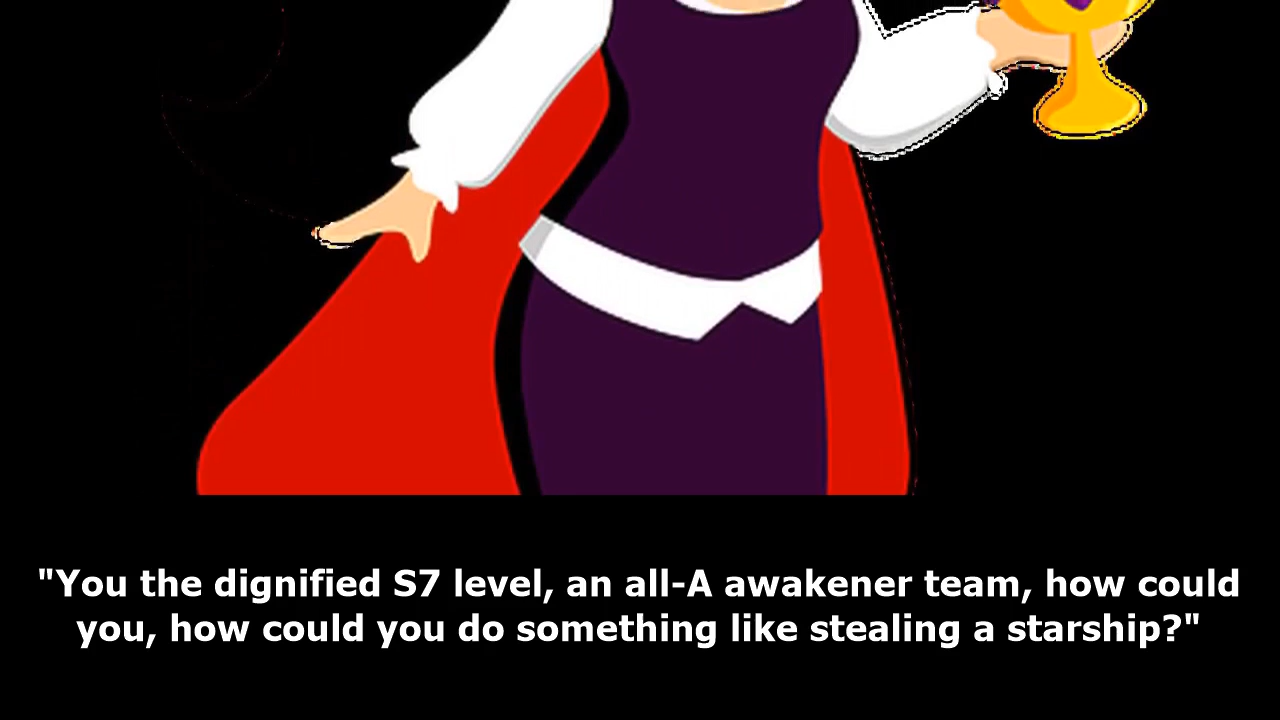 "You the dignified S7 level, an all-A awakener team, how could
you, how could you do something like stealing a starship?"